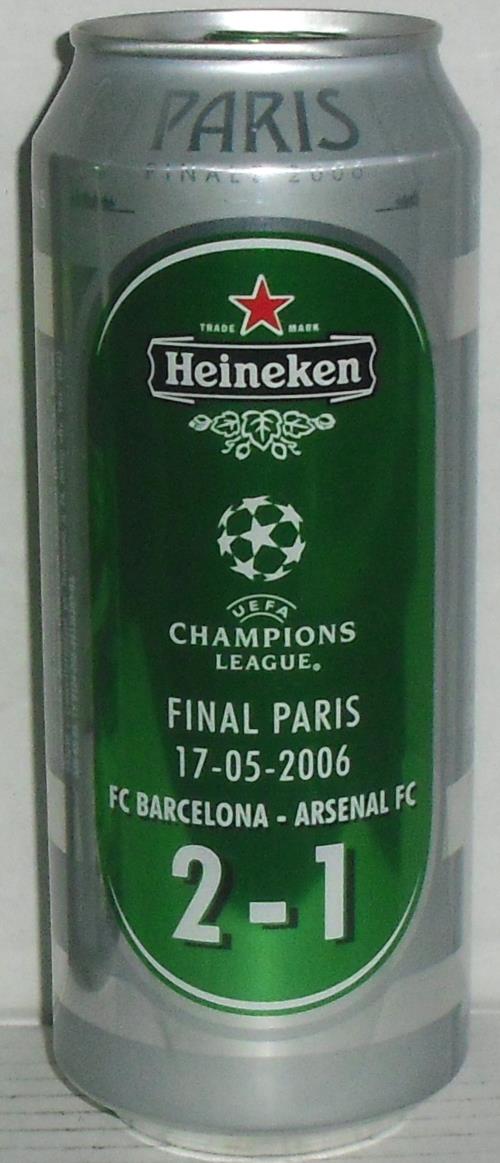 PARIS
FINALE 2006
TRADE MARK
Heineken
UEFA
CHAMPIONS
LEAGUE®
FINAL PARIS
17-05-2006
FC BARCELONA - ARSENAL FC
2-1